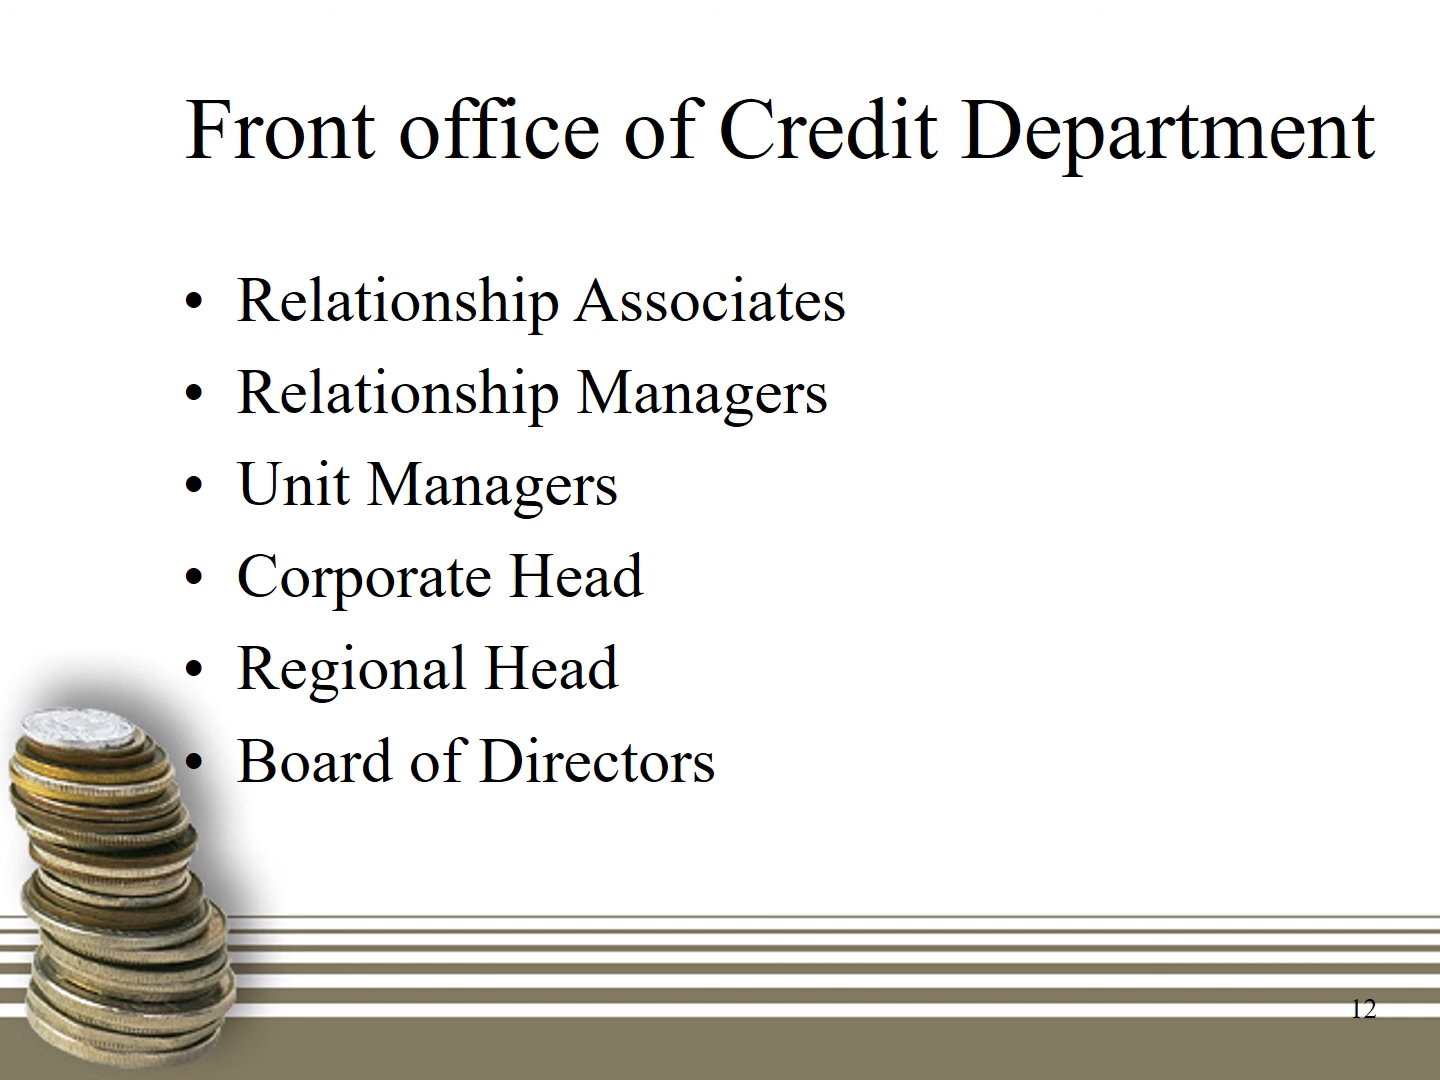 Front office of Credit Department
• Relationship Associates
• Relationship Managers
• Unit Managers
• Corporate Head
• Regional Head
• Board of Directors
12